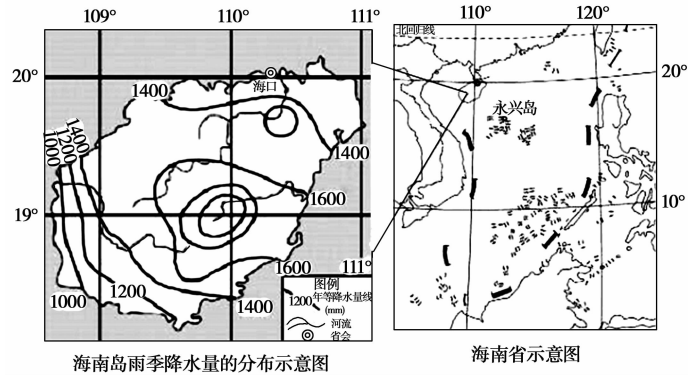 109°
110°
111°
110°
120°
北回归线
20°
1400
海口
20°
永兴岛
1400
1200
1000
1400
1600
19°
10°
1600
111°
1000
1200
1400
图例
1200 年等降水量线
(mm)
河流
省会
海南岛雨季降水量的分布示意图
海南省示意图